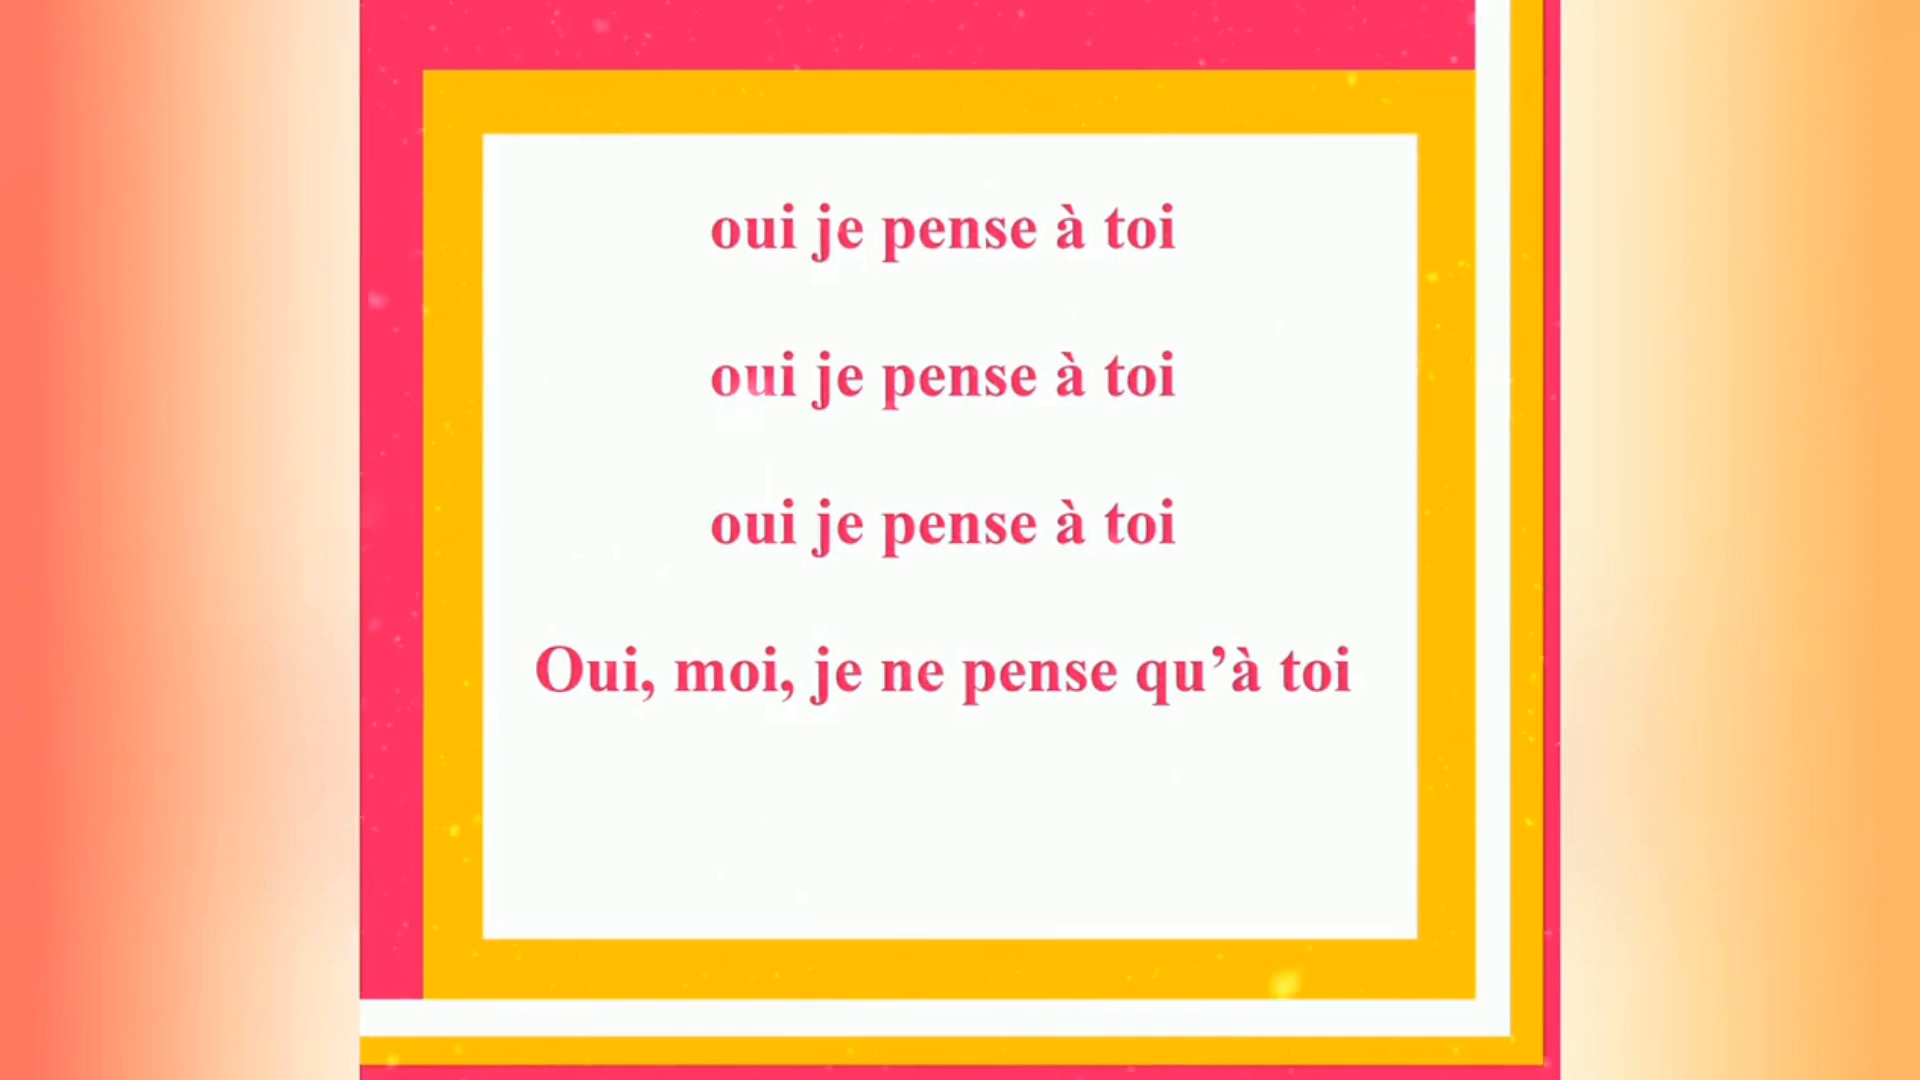 oui je pense à toi
oui je pense à toi
oui je pense à toi
Oui, moi, je ne pense qu’à toi